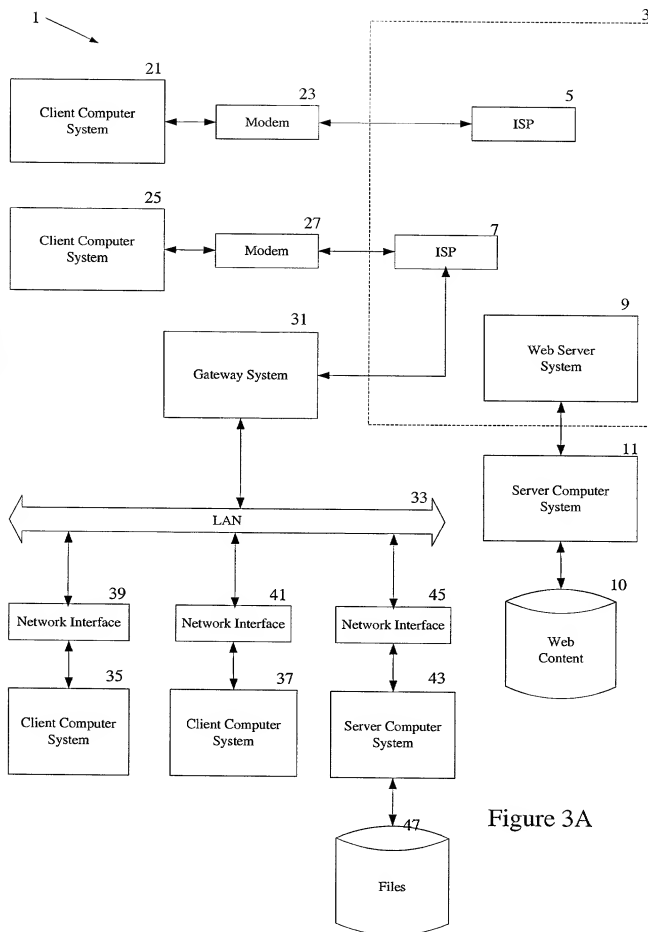 1
3
21
Client Computer
System
23
Modem
5
ISP
25
Client Computer
System
27
Modem
7
ISP
31
Gateway System
9
Web Server
System
11
Server Computer
System
33
LAN
10
Web
Content
39
Network Interface
41
Network Interface
45
Network Interface
35
Client Computer
System
37
Client Computer
System
43
Server Computer
System
47
Files
Figure 3A